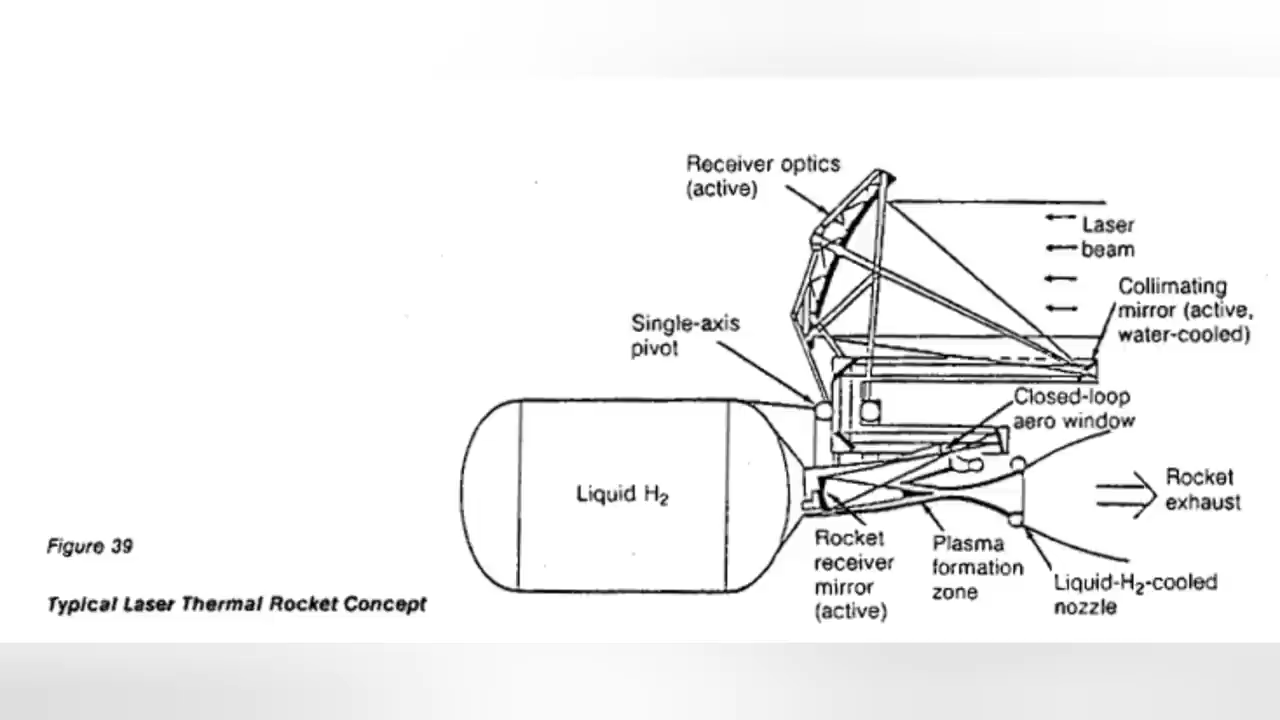 Receiver optics
(active)
Laser
beam
Collimating
mirror (active,
water-cooled)
Single-axis
pivot
Closed-loop
aero window
Liquid H₂
Rocket
exhaust
Rocket
receiver
mirror
(active)
Plasma
formation
zone
Liquid-H₂-cooled
nozzle
Figure 39
Typical Laser Thermal Rocket Concept